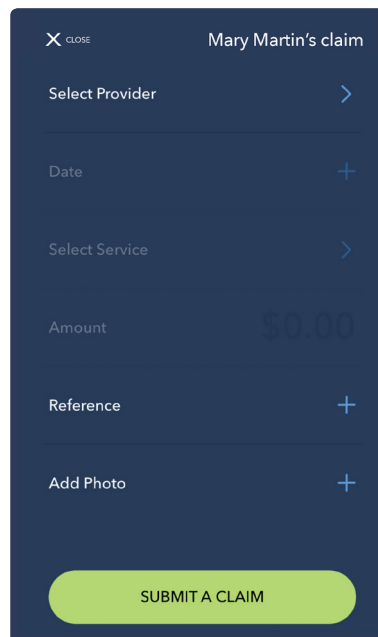 X CLOSE Mary Martin's claim
Select Provider
Date
Select Service
Amount $0.00
Reference
Add Photo
SUBMIT A CLAIM